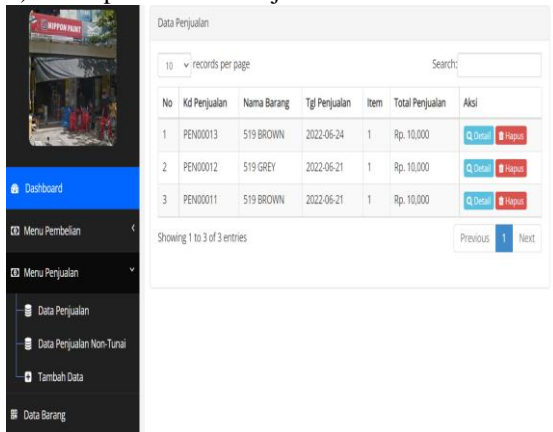 NIPPON PAINT
Dashboard
Menu Pembelian
Menu Penjualan
Data Penjualan
Data Penjualan Non-Tunai
Tambah Data
Data Barang
Data Penjualan
10 records per page
Search:
No Kd Penjualan Nama Barang Tgl Penjualan Item Total Penjualan Aksi
1 PEN00013 519 BROWN 2022-06-24 1 Rp. 10,000 Detail Hapus
2 PEN00012 519 GREY 2022-06-21 1 Rp. 10,000 Detail Hapus
3 PEN00011 519 BROWN 2022-06-21 1 Rp. 10,000 Detail Hapus
Showing 1 to 3 of 3 entries
Previous 1 Next